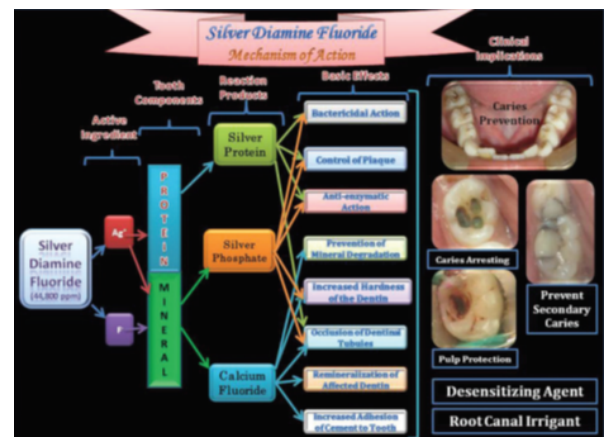 Silver Diamine Fluoride
Mechanism of Action
Clinical
Implications
Basic Effects
Reaction
Products
Tooth
Components
Active
Ingredient
Silver
Diamine
Fluoride
(44,800 ppm)
Ag+
F-
PROTEIN
MINERAL
Silver
Protein
Silver
Phosphate
Calcium
Fluoride
Bactericidal Action
Control of Plaque
Anti-enzymatic
Action
Prevention of
Mineral Degradation
Increased Hardness
of the Dentin
Occlusion of Dentinal
Tubules
Remineralization of
Affected Dentin
Increased Adhesion
of Cement to Tooth
Caries
Prevention
Caries Arresting
Prevent
Secondary
Caries
Pulp Protection
Desensitizing Agent
Root Canal Irrigant